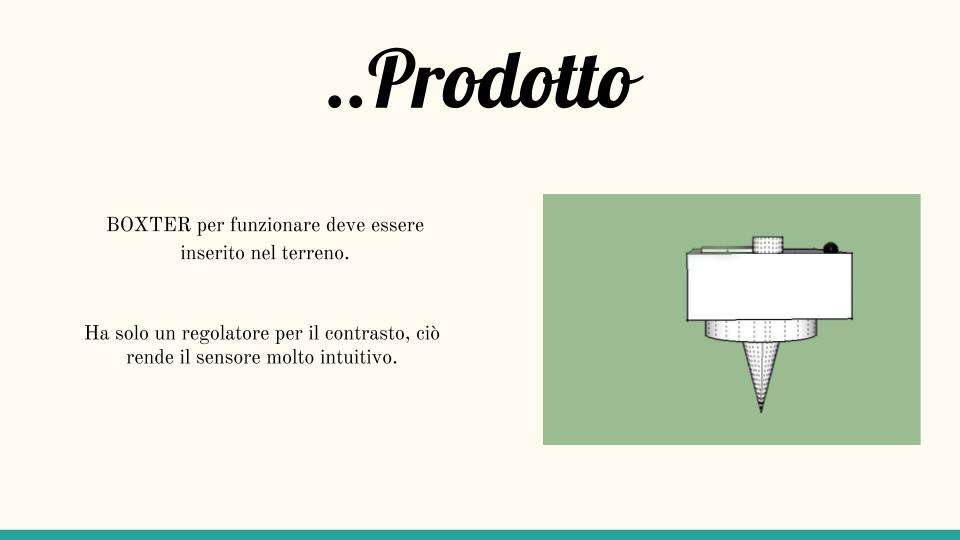 ..Prodotto
BOXTER per funzionare deve essere
inserito nel terreno.
Ha solo un regolatore per il contrasto, ciò
rende il sensore molto intuitivo.